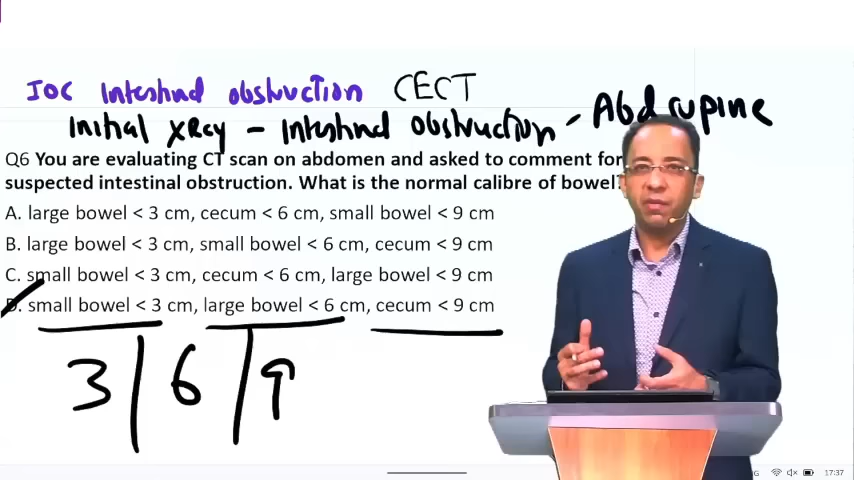 IOC Intestinal obstruction CECT
Initial XRay - Intestinal Obstruction - Abd supine
Q6 You are evaluating CT scan on abdomen and asked to comment for
suspected intestinal obstruction. What is the normal calibre of bowel?
A. large bowel < 3 cm, cecum < 6 cm, small bowel < 9 cm
B. large bowel < 3 cm, small bowel < 6 cm, cecum < 9 cm
C. small bowel < 3 cm, cecum < 6 cm, large bowel < 9 cm
D. small bowel < 3 cm, large bowel < 6 cm, cecum < 9 cm
3 | 6 | 9
17:37